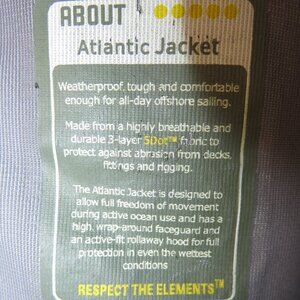 ABOUT
Atlantic Jacket
Weatherproof, tough and comfortable
enough for all-day offshore sailing.
Made from a highly breathable and
durable 3-layer 5Dot™ fabric to
protect against abrasion from decks,
fittings and rigging.
The Atlantic Jacket is designed to
allow full freedom of movement
during active ocean use and has a
high, wrap-around faceguard and
an active-fit rollaway hood for full
protection in even the wettest
conditions
RESPECT THE ELEMENTS™